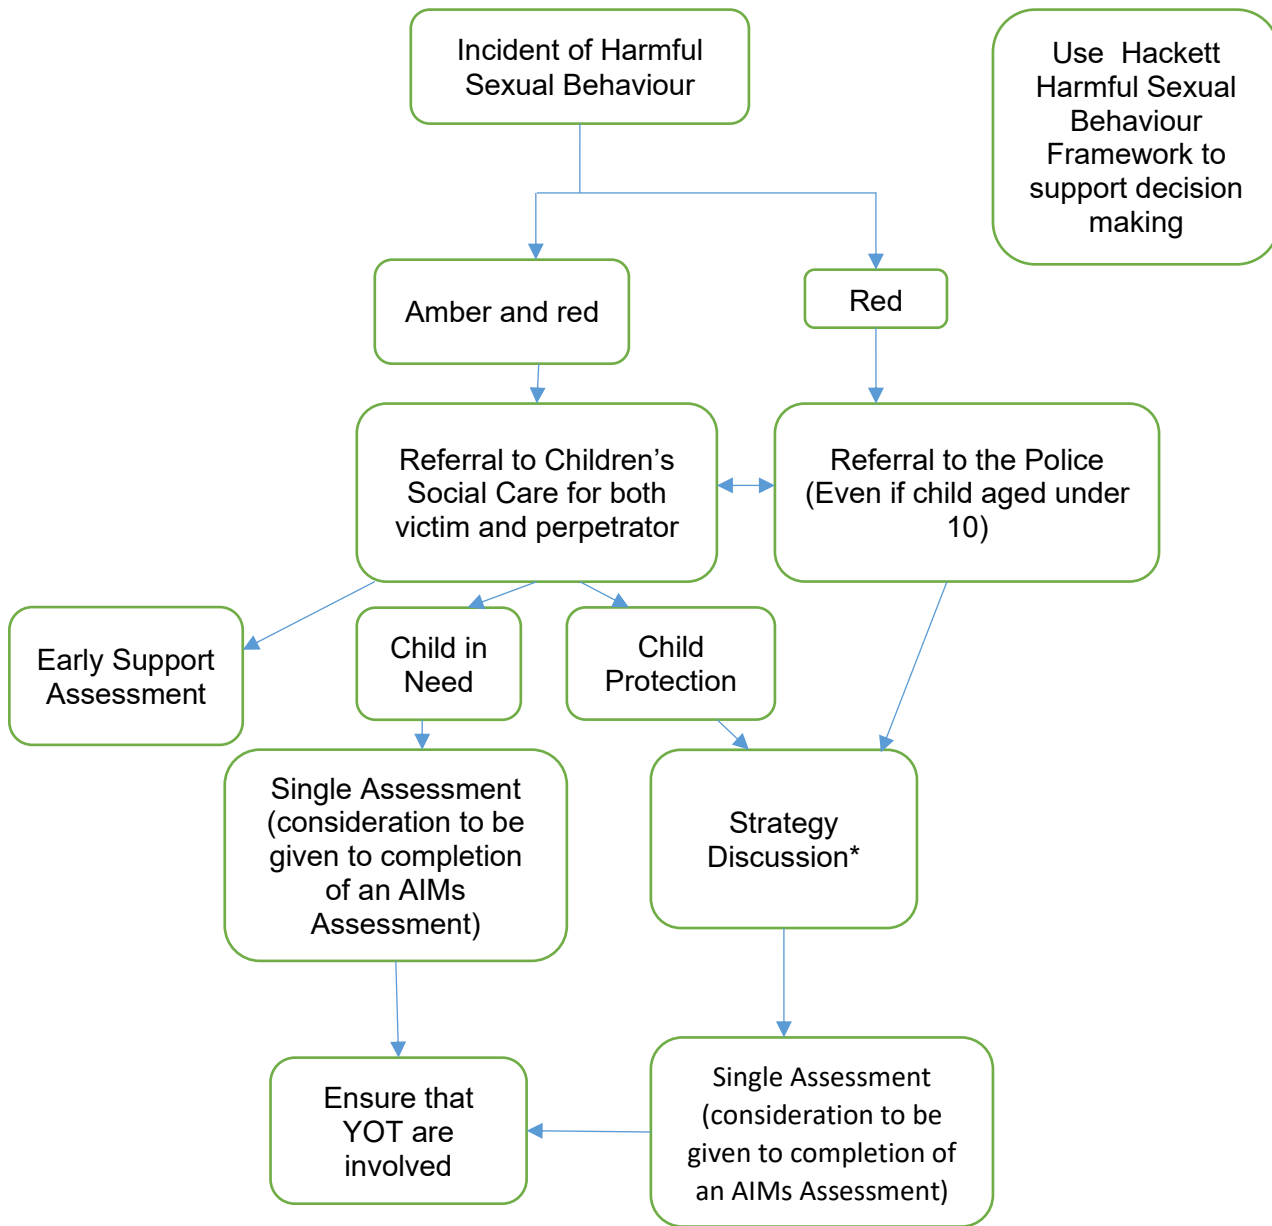 Incident of Harmful
Sexual Behaviour
Use Hackett
Harmful Sexual
Behaviour
Framework to
support decision
making
Amber and red
Red
Referral to Children’s
Social Care for both
victim and perpetrator
Referral to the Police
(Even if child aged under
10)
Early Support
Assessment
Child in
Need
Child
Protection
Single Assessment
(consideration to be
given to completion
of an AIMs
Assessment)
Strategy
Discussion*
Ensure that
YOT are
involved
Single Assessment
(consideration to be
given to completion of
an AIMs Assessment)